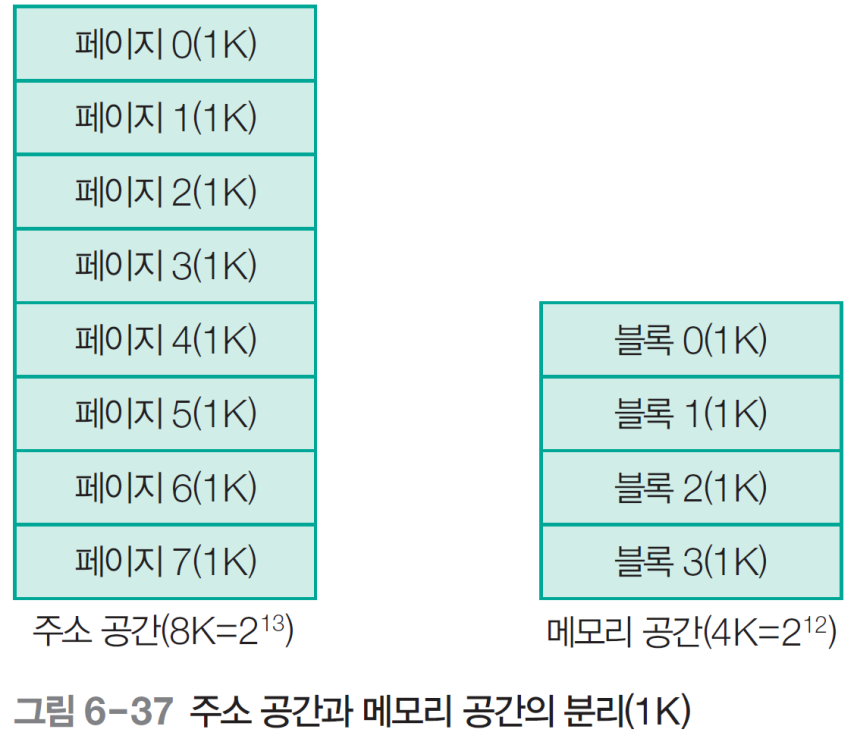 페이지 0(1K)
페이지 1(1K)
페이지 2(1K)
페이지 3(1K)
페이지 4(1K)
페이지 5(1K)
페이지 6(1K)
페이지 7(1K)
주소 공간(8K=2¹³)
블록 0(1K)
블록 1(1K)
블록 2(1K)
블록 3(1K)
메모리 공간(4K=2¹²)
그림 6-37 주소 공간과 메모리 공간의 분리(1K)